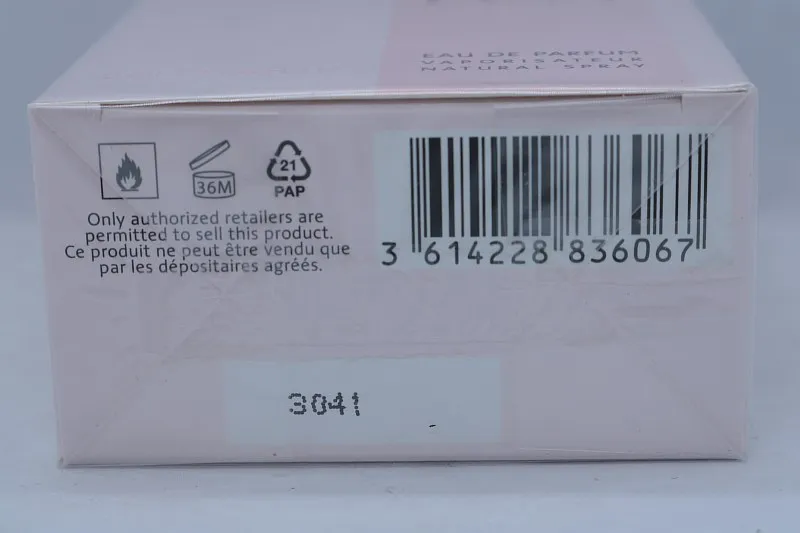 EAU DE PARFUM
VAPORISATEUR
NATURAL SPRAY
36M
21
PAP
Only authorized retailers are
permitted to sell this product.
Ce produit ne peut être vendu que
par les dépositaires agréés.
3 614228 836067
3041